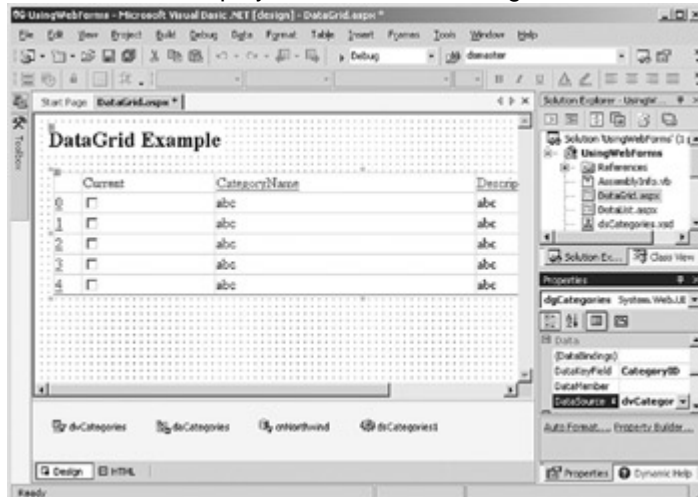 UsingWebForms - Microsoft Visual Basic .NET [design] - DataGrid.aspx *
File Edit View Project Build Debug Data Format Table Insert Frames Tools Window Help
Debug dsmaster
Start Page DataGrid.aspx *
Toolbox
DataGrid Example
Current CategoryName Descrip
0 abc abc
1 abc abc
2 abc abc
3 abc abc
4 abc abc
dvCategories daCategories cnNorthwind dsCategories1
Design HTML
Ready
Solution Explorer - UsingW...
Solution 'UsingWebForms' (1
UsingWebForms
References
AssemblyInfo.vb
DataGrid.aspx
DataList.aspx
dsCategories.xsd
Solution Ex... Class View
Properties
dgCategories System.Web.UI
Data
(DataBindings)
DataKeyField CategoryID
DataMember
DataSource dvCategor
Auto Format..., Property Builder...
Properties Dynamic Help